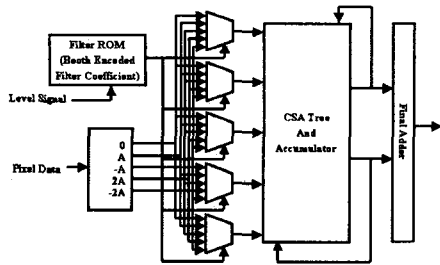 Filter ROM
(Booth Encoded
Filter Coefficient)
Level Signal
Pixel Data
0
A
-A
2A
-2A
CSA Tree
And
Accumulator
Final Adder